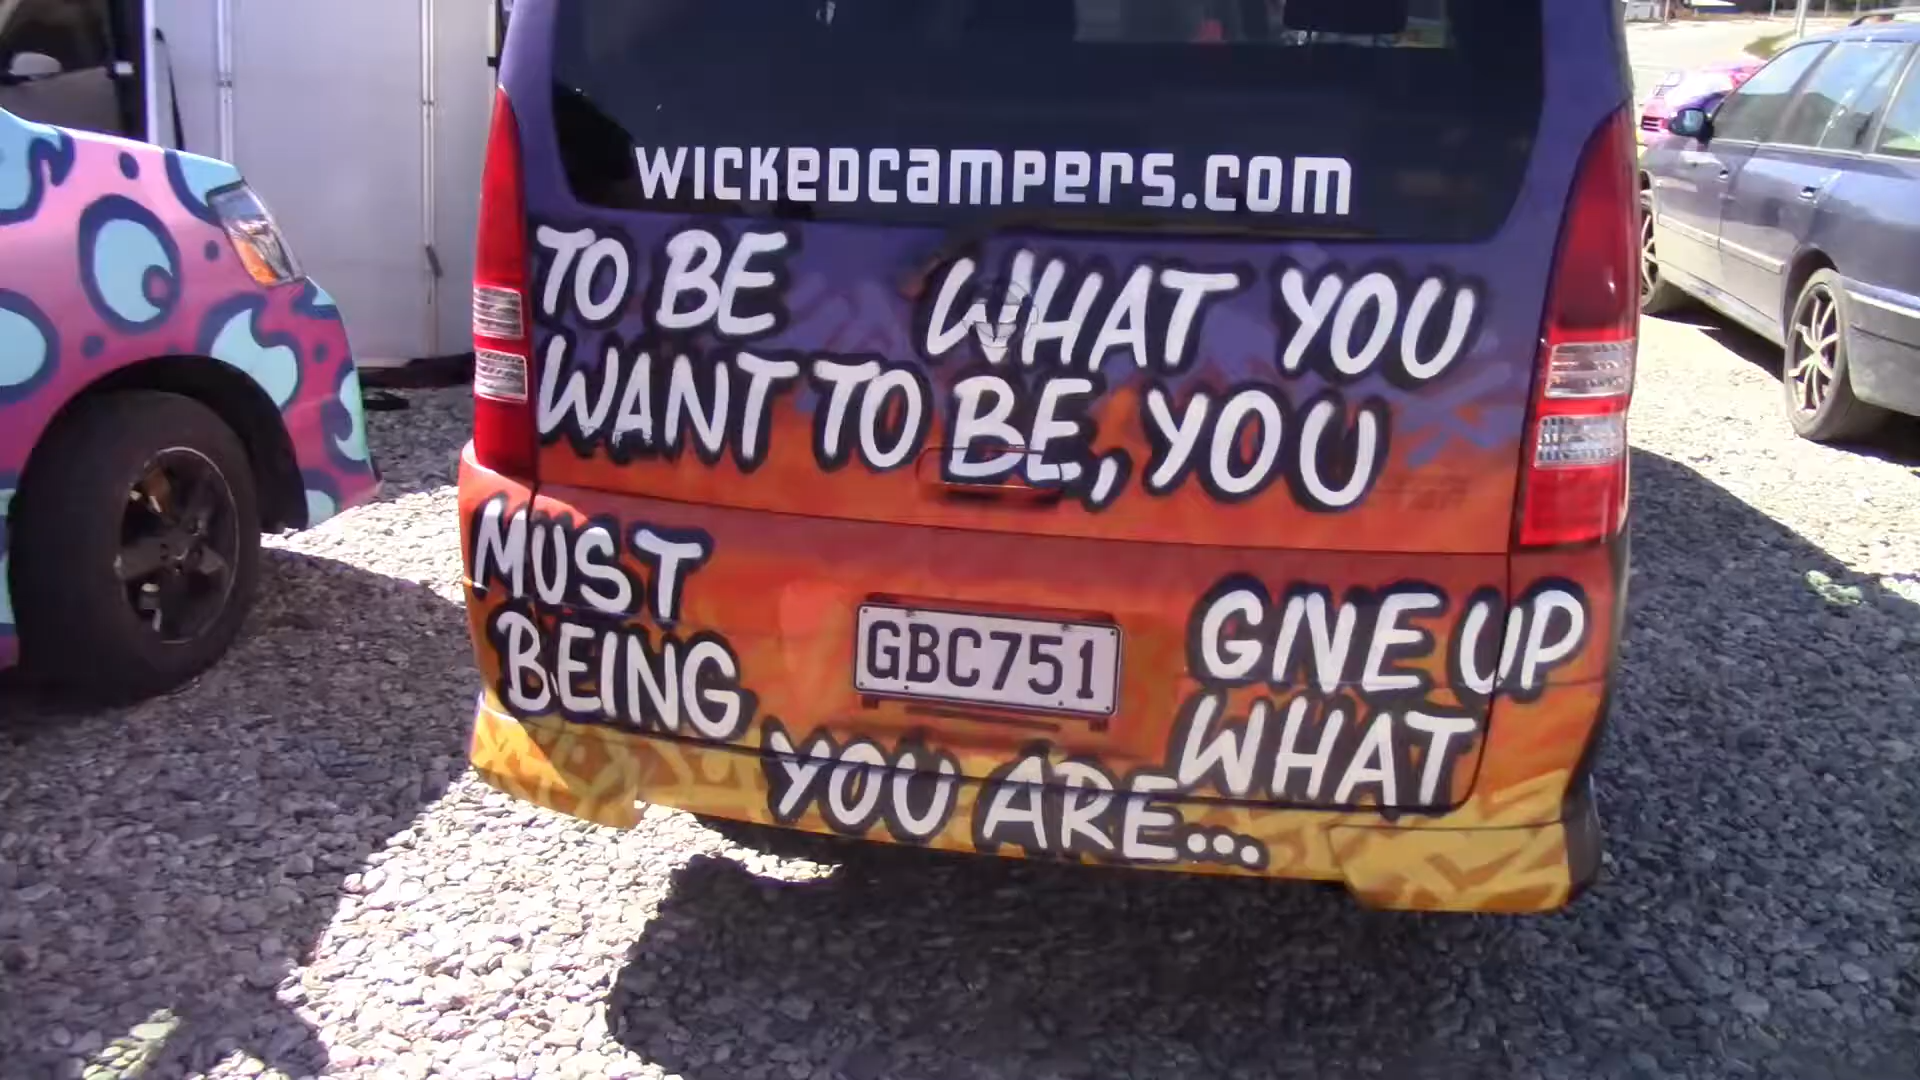 wickedcampers.com
TO BE WHAT YOU
WANT TO BE, YOU
MUST GIVE UP
BEING WHAT
YOU ARE...
GBC751